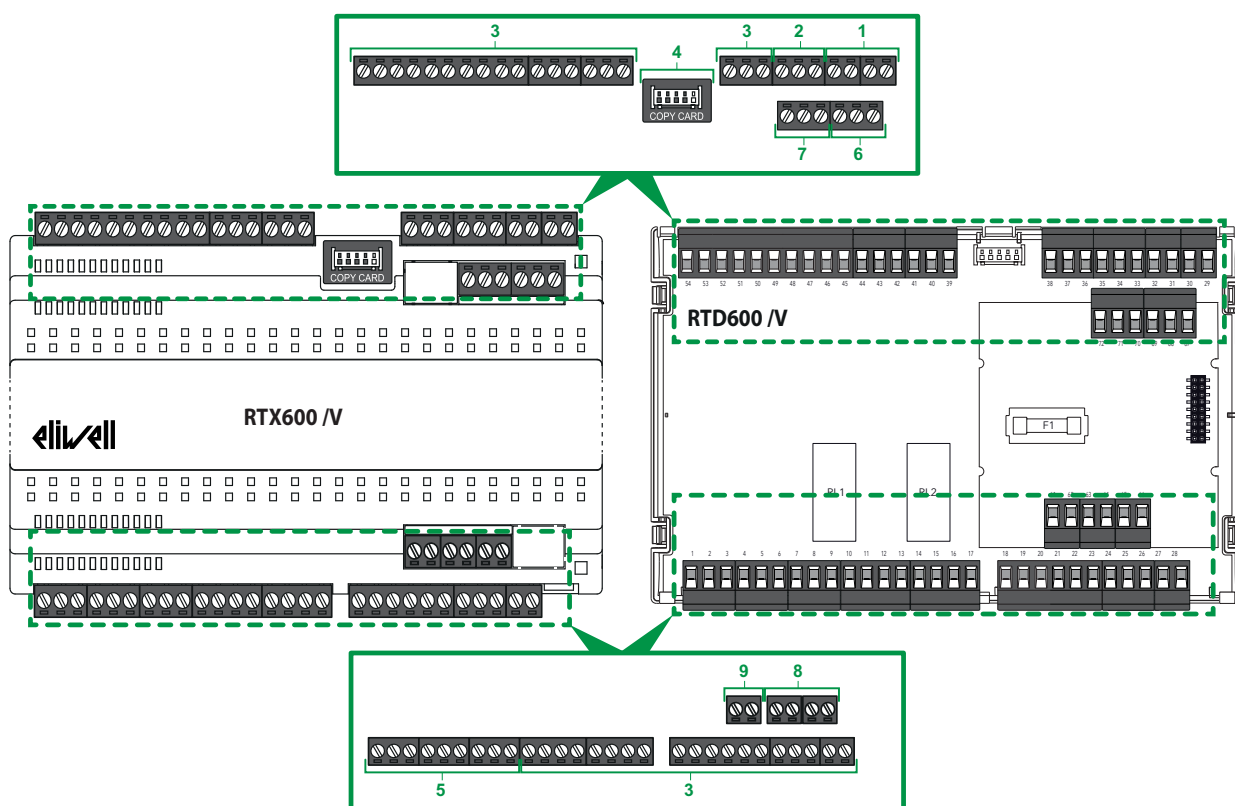 3 4 3 2 1
COPY CARD
7 6
COPY CARD
54 53 52 51 50 49 48 47 46 45 44 43 42 41 40 39 38 37 36 35 34 33 32 31 30 29
RTD600 /V
RTX600 /V
eliwell
F1
RL1 RL2
1 2 3 4 5 6 7 8 9 10 11 12 13 14 15 16 17 18 19 20 21 22 23 24 25 26 27 28
9 8
5 3